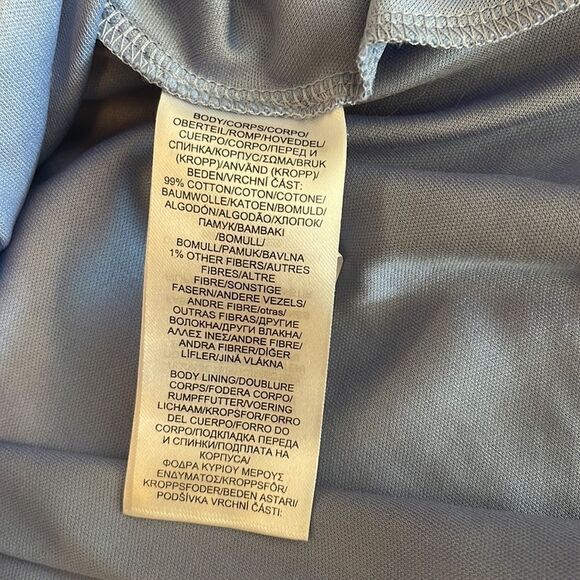 BODY/CORPS/CORPO/
OBERTEIL/ROMP/HOVEDDEL/
CUERPO/CORPO/ПЕРЕД И
СПИНКА/КОРПУС/ΣΩΜΑ/BRUK
(KROPP)/ANVÄND (KROPP)/
BEDEN/VRCHNÍ ČÁST:
99% COTTON/COTON/COTONE/
BAUMWOLLE/KATOEN/BOMULD/
ALGODÓN/ALGODÃO/ХЛОПОК/
ПАМУК/ΒΑΜΒΑΚΙ
/BOMULL/
BOMULL/PAMUK/BAVLNA
1% OTHER FIBERS/AUTRES
FIBRES/ALTRE
FIBRE/SONSTIGE
FASERN/ANDERE VEZELS/
ANDRE FIBRE/otras/
OUTRAS FIBRAS/ДРУГИЕ
ВОЛОКНА/ДРУГИ ВЛАКНА/
ΑΛΛΕΣ ΙΝΕΣ/ANDRE FIBRE/
ANDRA FIBRER/DİĞER
LİFLER/JINÁ VLÁKNA
BODY LINING/DOUBLURE
CORPS/FODERA CORPO/
RUMPFFUTTER/VOERING
LICHAAM/KROPSFOR/FORRO
DEL CUERPO/FORRO DO
CORPO/ПОДКЛАДКА ПЕРЕДА
И СПИНКИ/ПОДПЛАТА НА
КОРПУСА/
ΦΟΔΡΑ ΚΥΡΙΟΥ ΜΕΡΟΥΣ
ΕΝΔΥΜΑΤΟΣ/KROPPSFÔR/
KROPPSFODER/BEDEN ASTARI/
PODŠÍVKA VRCHNÍ ČÁSTI: